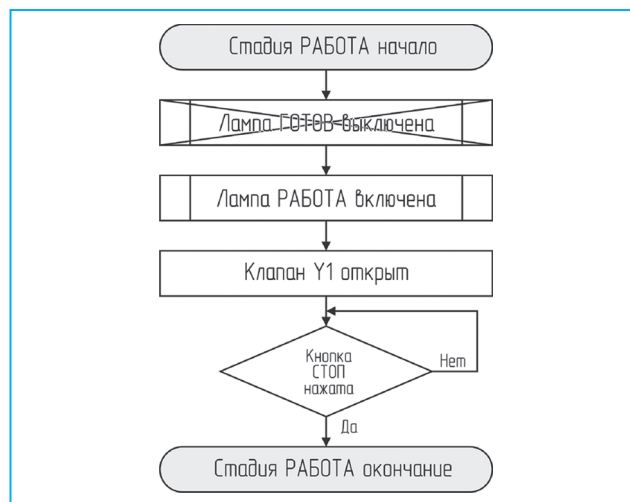 Стадия РАБОТА начало
Лампа ГОТОВ выключена
Лампа РАБОТА включена
Клапан Y1 открыт
Кнопка
СТОП
нажата
Нет
Да
Стадия РАБОТА окончание